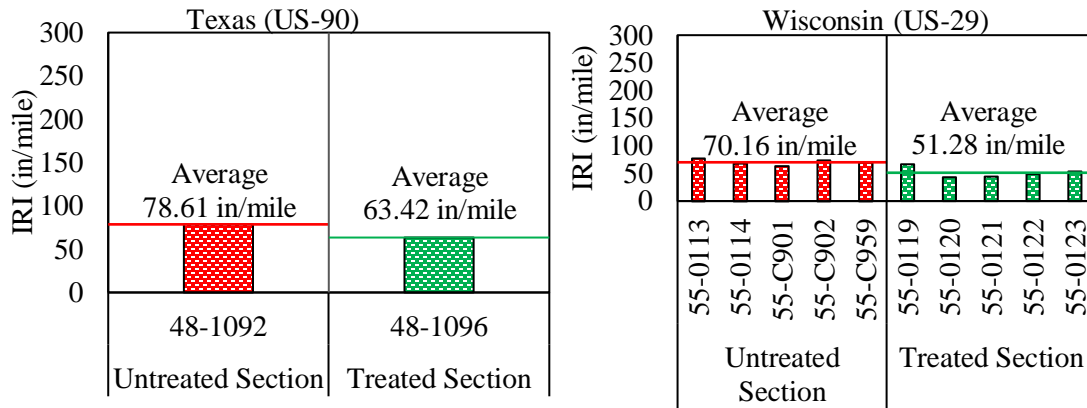 Texas (US-90)
IRI (in/mile)
300
250
200
150
100
50
0
Average
78.61 in/mile
Average
63.42 in/mile
48-1092
48-1096
Untreated Section
Treated Section
Wisconsin (US-29)
IRI (in/mile)
300
250
200
150
100
50
0
Average
70.16 in/mile
Average
51.28 in/mile
55-0113
55-0114
55-C901
55-C902
55-C959
55-0119
55-0120
55-0121
55-0122
55-0123
Untreated
Section
Treated Section